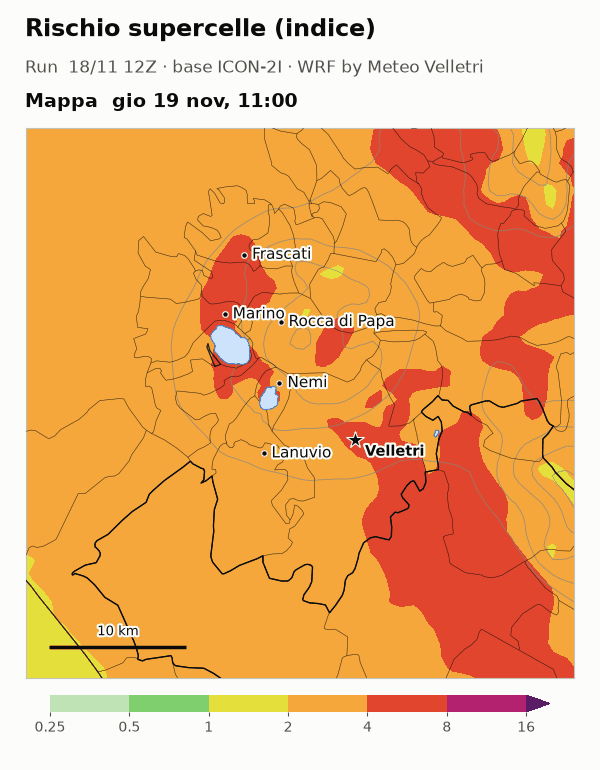 Rischio supercelle (indice)
Run  18/11 12Z · base ICON-2I · WRF by Meteo Velletri
Mappa  gio 19 nov, 11:00
Frascati
Marino
Rocca di Papa
Nemi
Velletri
Lanuvio
10 km
0.25 0.5 1 2 4 8 16